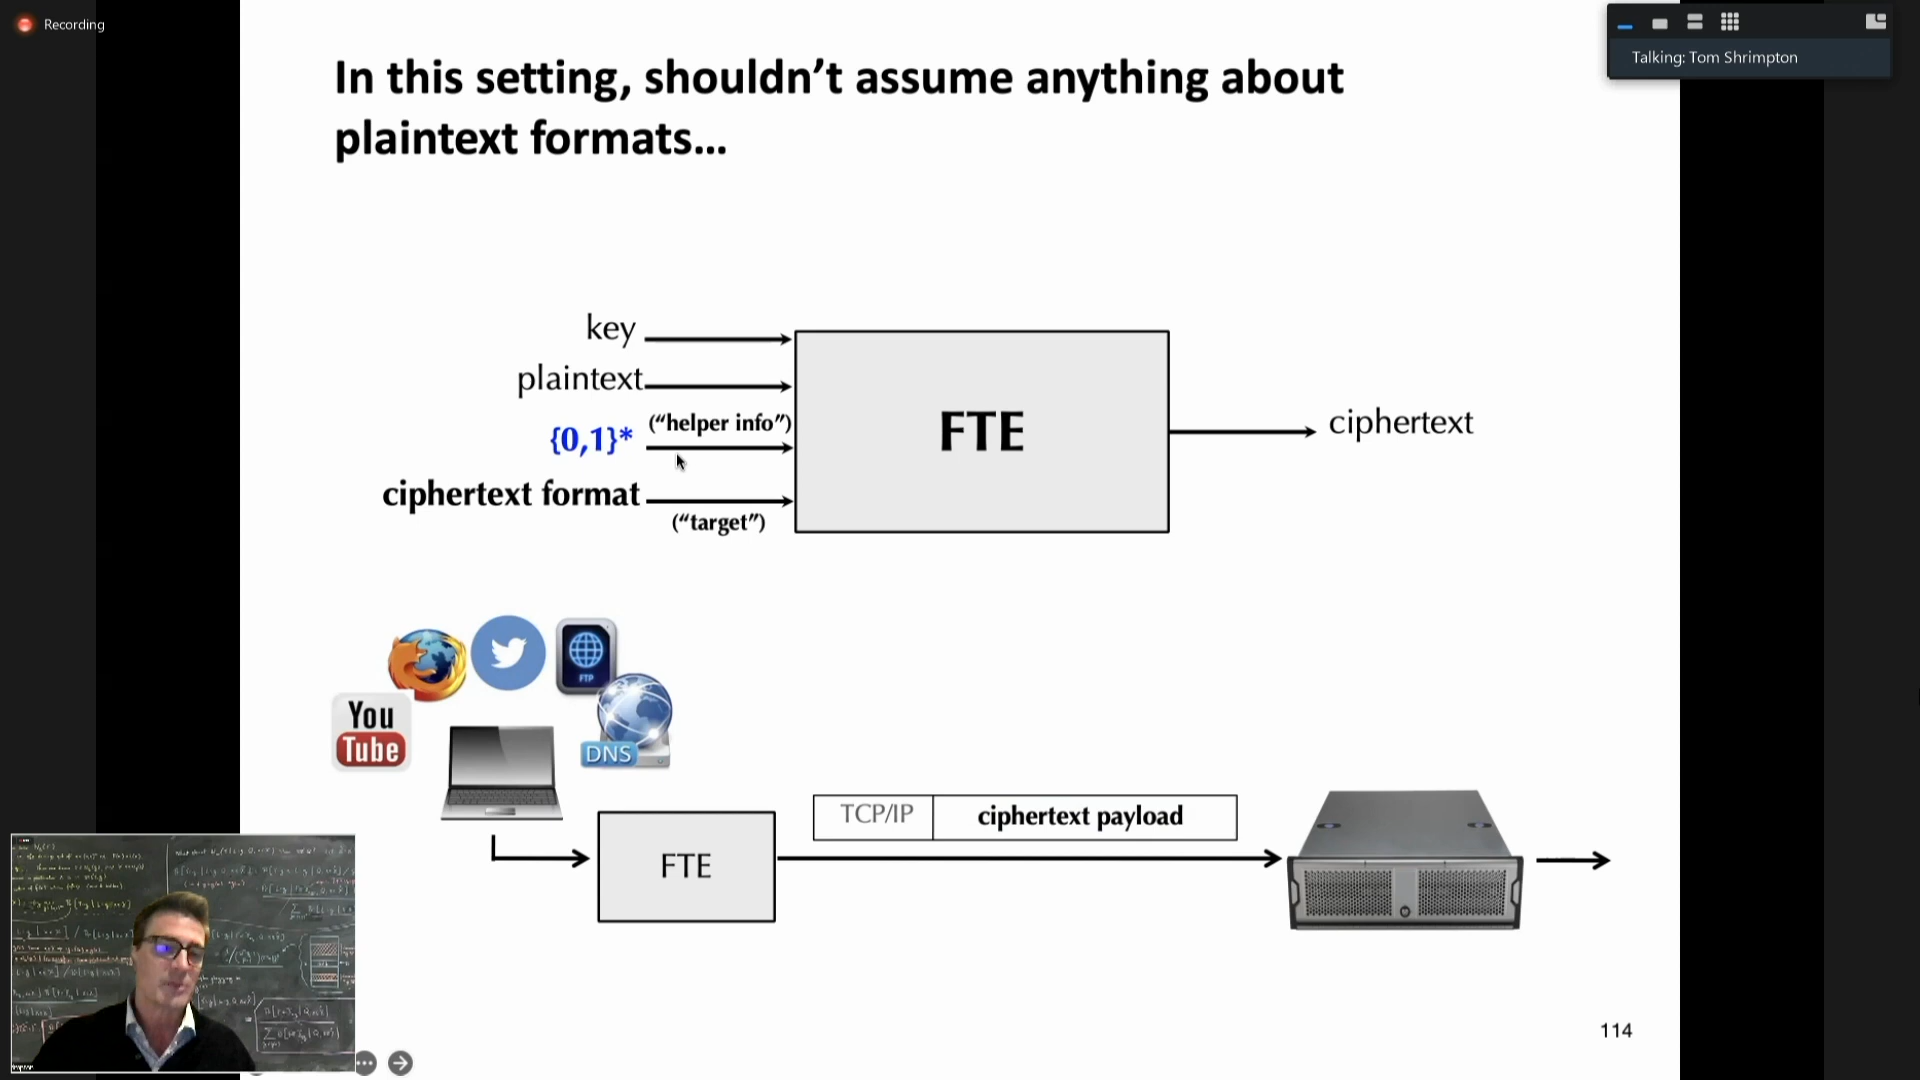 Recording
Talking: Tom Shrimpton
In this setting, shouldn’t assume anything about
plaintext formats…
key
plaintext
(“helper info”)
{0,1}*
ciphertext format
(“target”)
FTE
ciphertext
FTP
You
Tube
DNS
TCP/IP
ciphertext payload
FTE
114